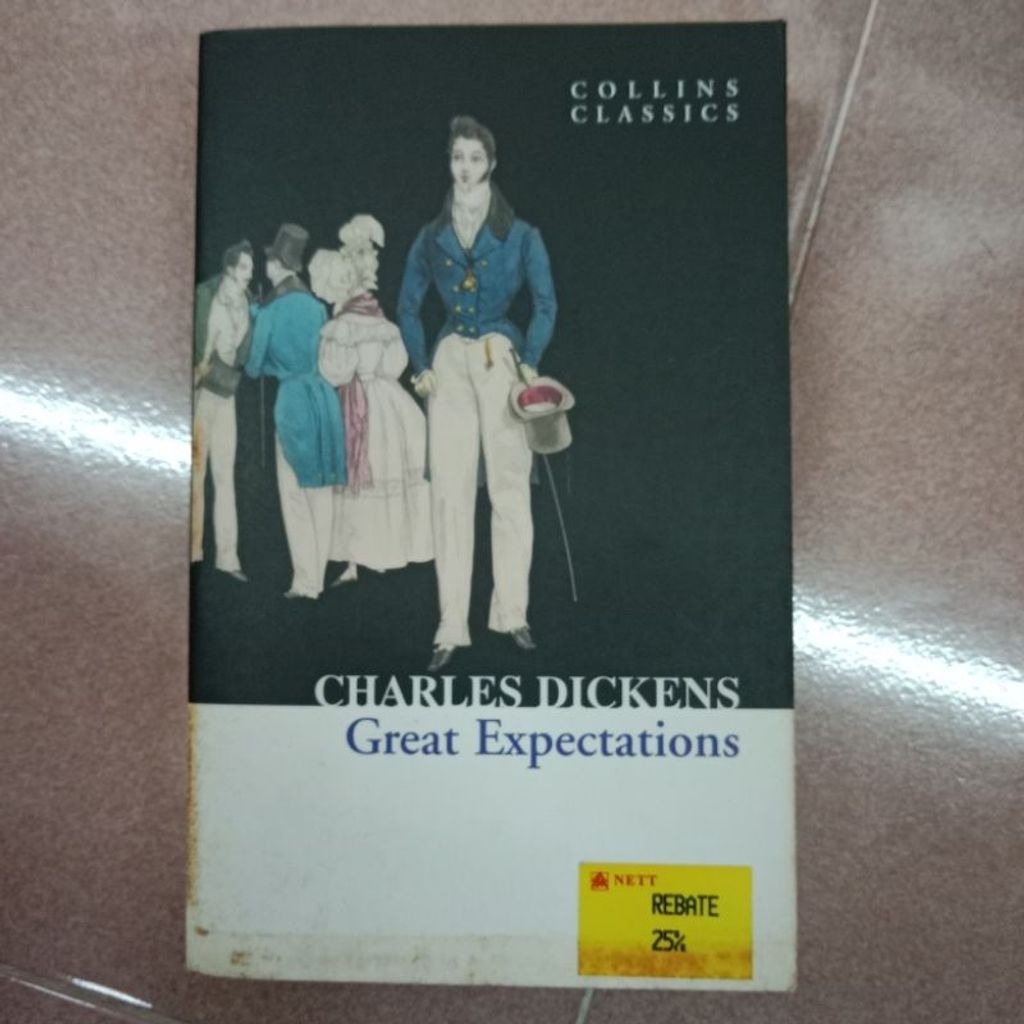 COLLINS
CLASSICS
CHARLES DICKENS
Great Expectations
NETT
REBATE
25%